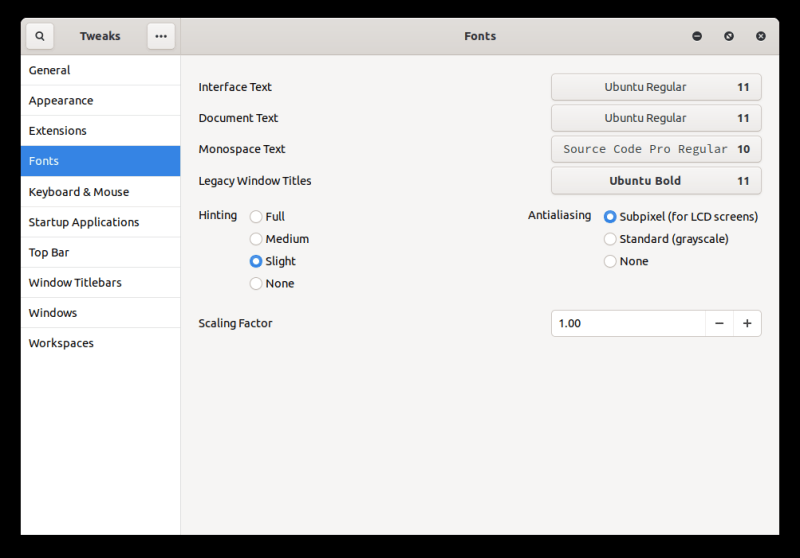 Tweaks
Fonts
General
Appearance
Extensions
Fonts
Keyboard & Mouse
Startup Applications
Top Bar
Window Titlebars
Windows
Workspaces
Interface Text Ubuntu Regular 11
Document Text Ubuntu Regular 11
Monospace Text Source Code Pro Regular 10
Legacy Window Titles Ubuntu Bold 11
Hinting Full
Medium
Slight
None
Antialiasing Subpixel (for LCD screens)
Standard (grayscale)
None
Scaling Factor 1.00 − +